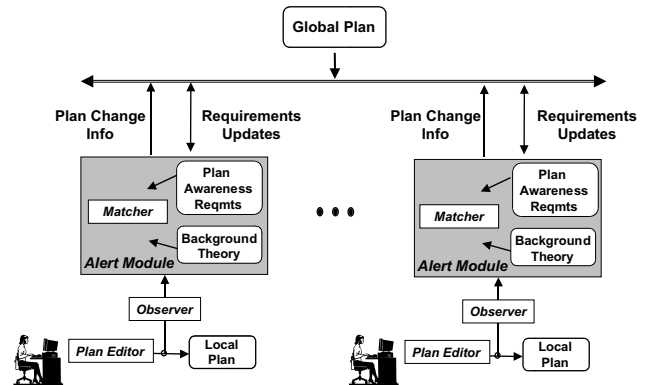 Global Plan
Plan Change
Info
Requirements
Updates
Plan Change
Info
Requirements
Updates
Plan
Awareness
Reqmts
Matcher
Background
Theory
Alert Module
Plan
Awareness
Reqmts
Matcher
Background
Theory
Alert Module
Observer
Plan Editor
Local
Plan
Observer
Plan Editor
Local
Plan